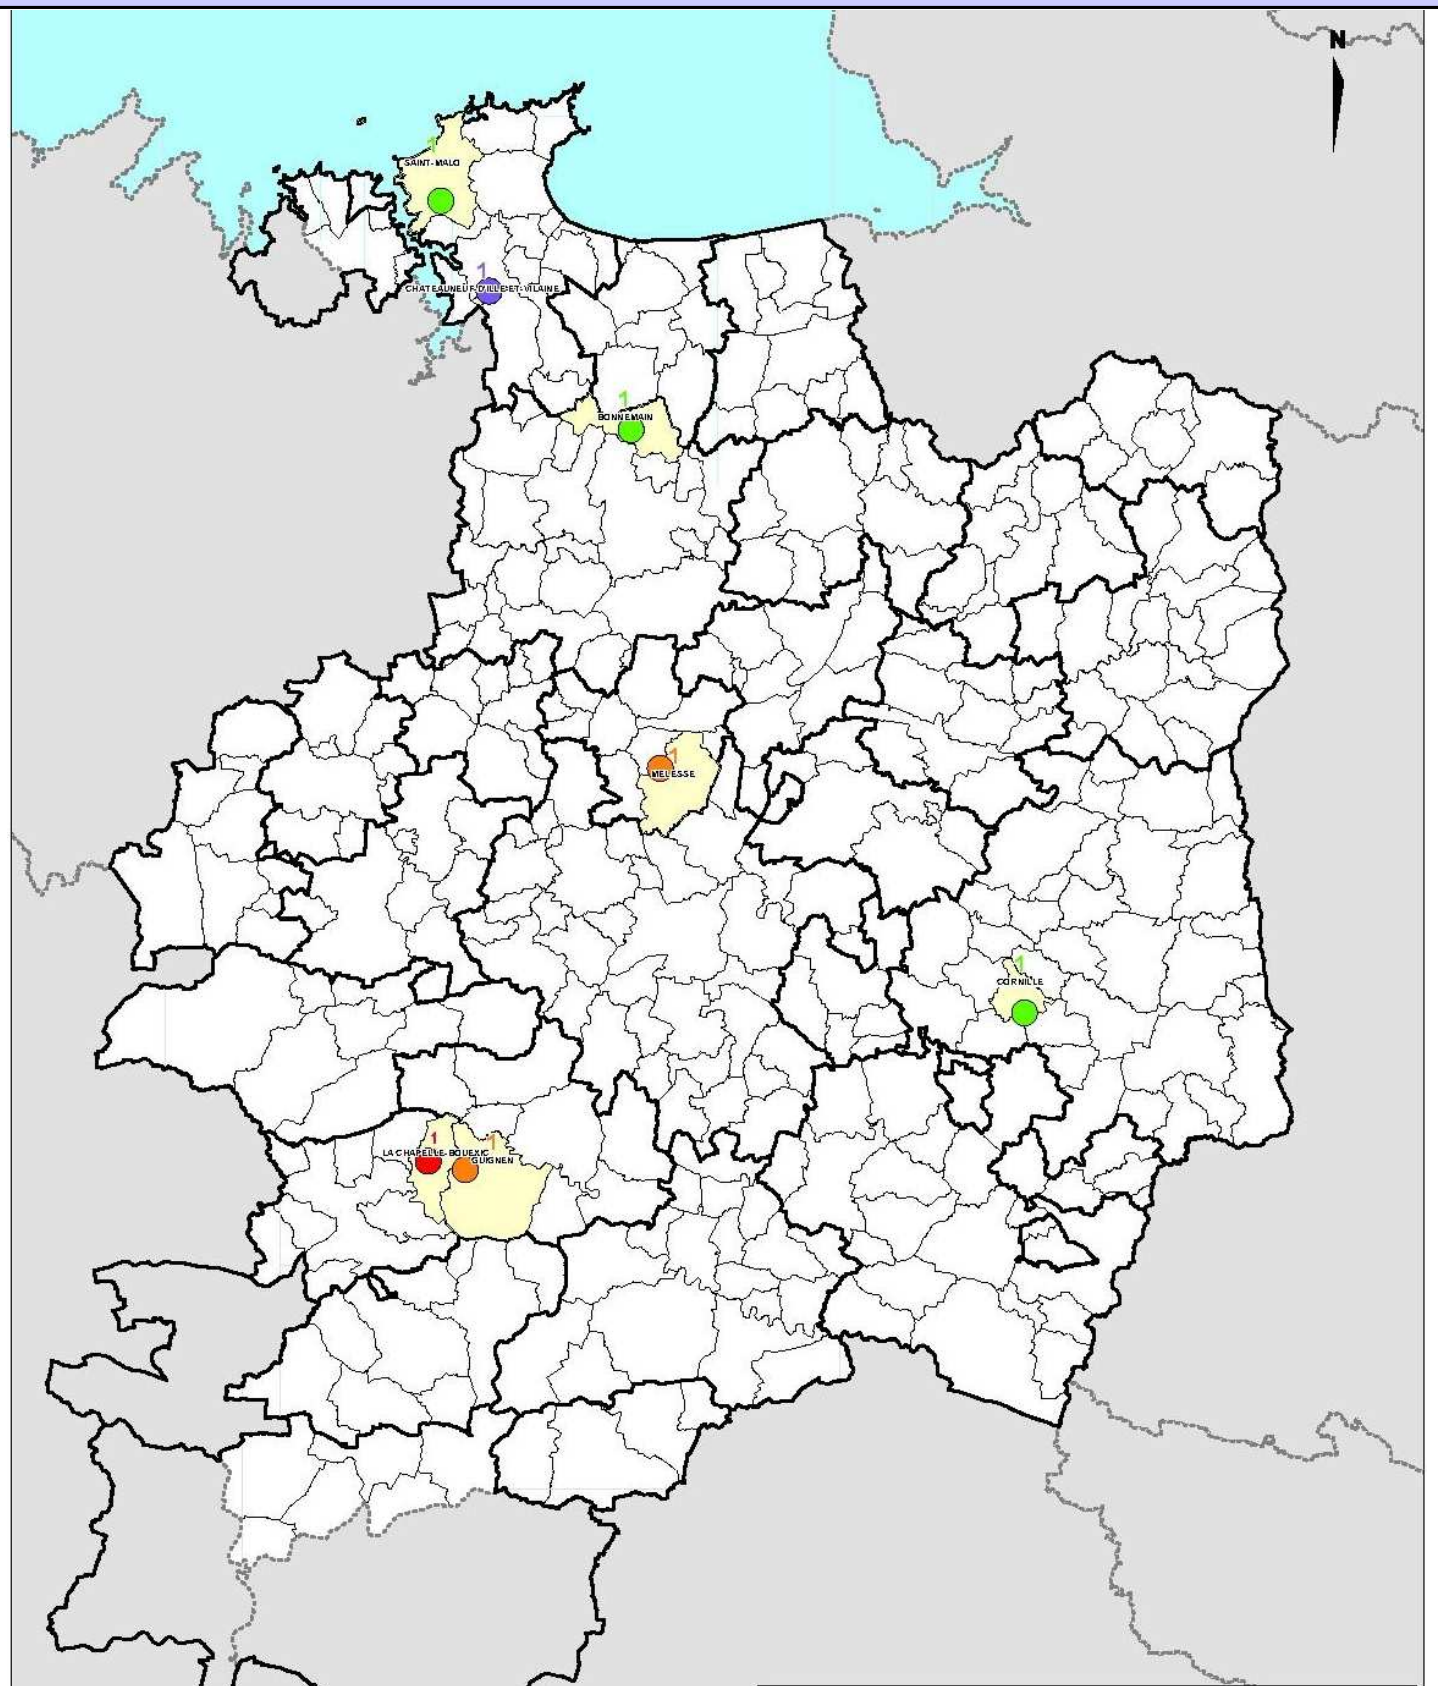 N
1
SAINT-MALO
1
CHATEAUNEUF-D'ILLE-ET-VILAINE
1
BONNEMAIN
1
MELESSE
1
CORNILLE
1
1
LA CHAPELLE-BOUEXIC
GUIGNEN